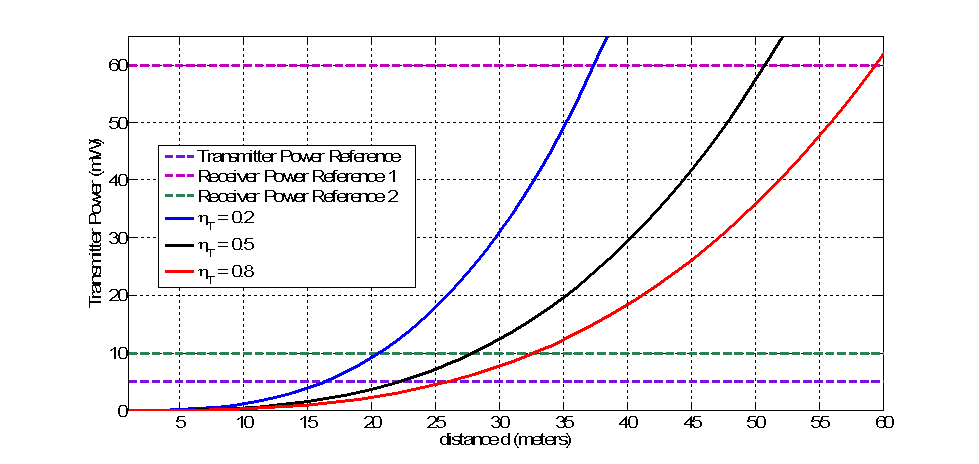 60
50
40
30
20
10
0
Transmitter Power (mW)
Transmitter Power Reference
Receiver Power Reference 1
Receiver Power Reference 2
ηT = 0.2
ηT = 0.5
ηT = 0.8
5 10 15 20 25 30 35 40 45 50 55 60
distance d (meters)